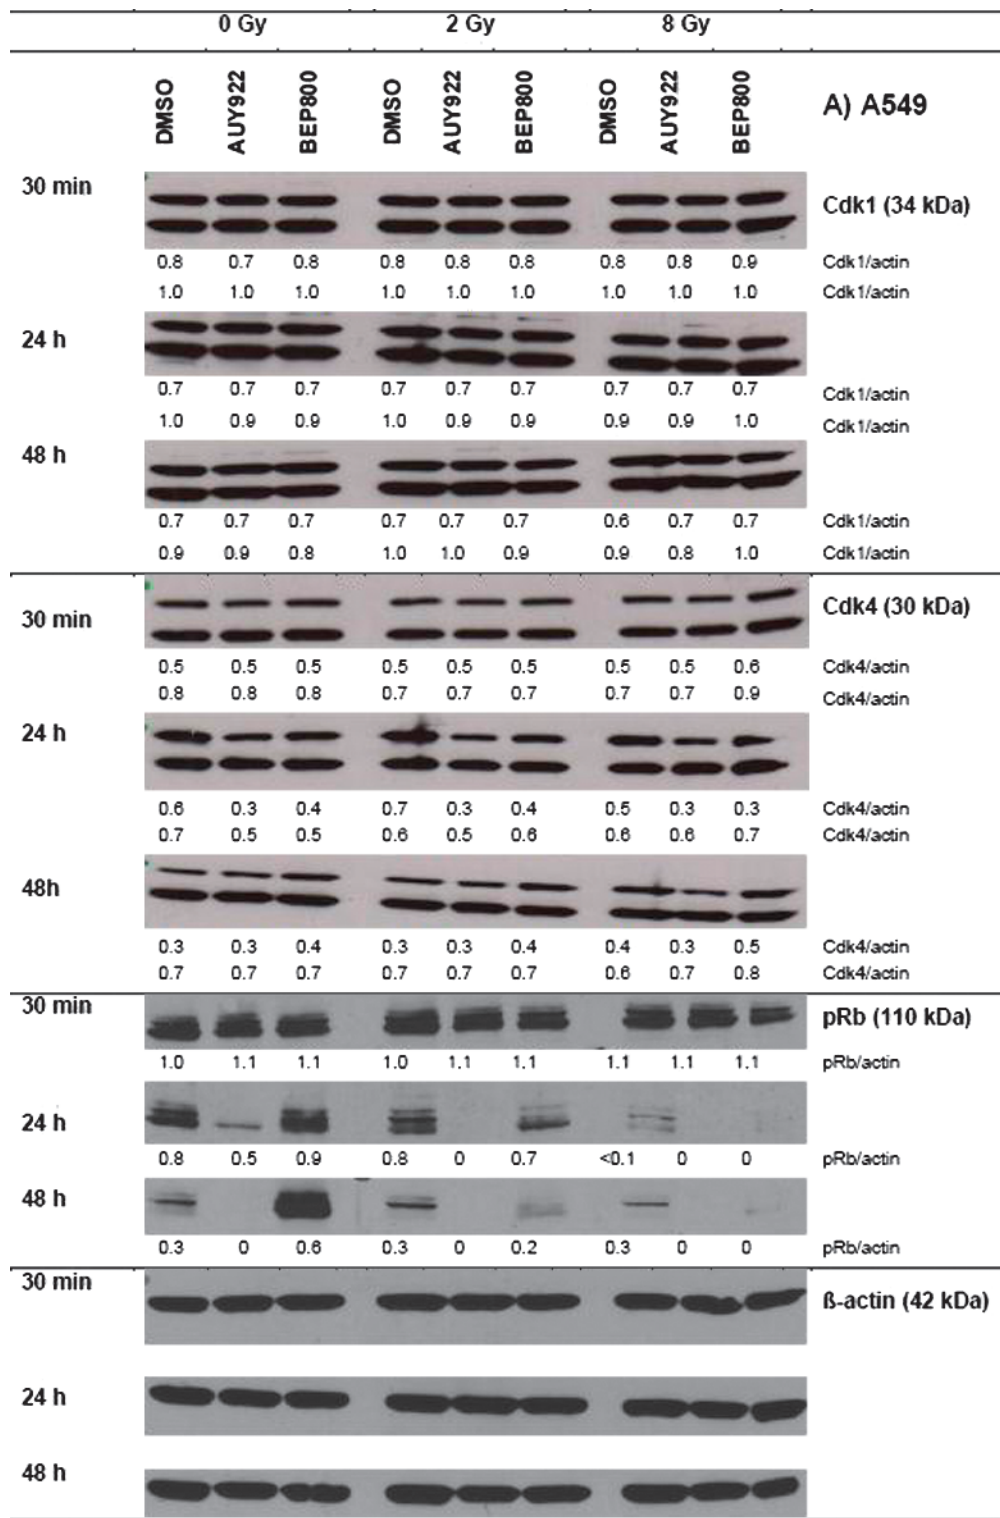 0 Gy 2 Gy 8 Gy
DMSO AUY922 BEP800 DMSO AUY922 BEP800 DMSO AUY922 BEP800 A) A549
30 min Cdk1 (34 kDa)
0.8 0.7 0.8 0.8 0.8 0.8 0.8 0.8 0.9 Cdk1/actin
1.0 1.0 1.0 1.0 1.0 1.0 1.0 1.0 1.0 Cdk1/actin
24 h
0.7 0.7 0.7 0.7 0.7 0.7 0.7 0.7 0.7 Cdk1/actin
1.0 0.9 0.9 1.0 0.9 0.9 0.9 0.9 1.0 Cdk1/actin
48 h
0.7 0.7 0.7 0.7 0.7 0.7 0.6 0.7 0.7 Cdk1/actin
0.9 0.9 0.8 1.0 1.0 0.9 0.9 0.8 1.0 Cdk1/actin
30 min Cdk4 (30 kDa)
0.5 0.5 0.5 0.5 0.5 0.5 0.5 0.5 0.6 Cdk4/actin
0.8 0.8 0.8 0.7 0.7 0.7 0.7 0.7 0.9 Cdk4/actin
24 h
0.6 0.3 0.4 0.7 0.3 0.4 0.5 0.3 0.3 Cdk4/actin
0.7 0.5 0.5 0.6 0.5 0.6 0.6 0.6 0.7 Cdk4/actin
48h
0.3 0.3 0.4 0.3 0.3 0.4 0.4 0.3 0.5 Cdk4/actin
0.7 0.7 0.7 0.7 0.7 0.7 0.6 0.7 0.8 Cdk4/actin
30 min pRb (110 kDa)
1.0 1.1 1.1 1.0 1.1 1.1 1.1 1.1 1.1 pRb/actin
24 h
0.8 0.5 0.9 0.8 0 0.7 <0.1 0 0 pRb/actin
48 h
0.3 0 0.6 0.3 0 0.2 0.3 0 0 pRb/actin
30 min ß-actin (42 kDa)
24 h
48 h